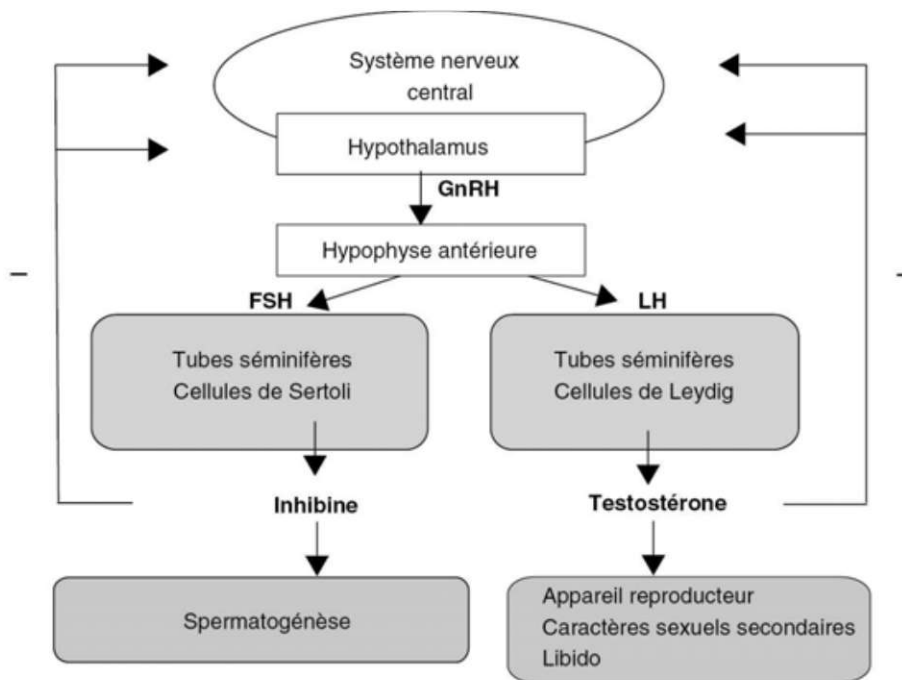 Système nerveux
central
Hypothalamus
GnRH
Hypophyse antérieure
–
–
FSH
LH
Tubes séminifères
Cellules de Sertoli
Tubes séminifères
Cellules de Leydig
Inhibine
Testostérone
Spermatogénèse
Appareil reproducteur
Caractères sexuels secondaires
Libido